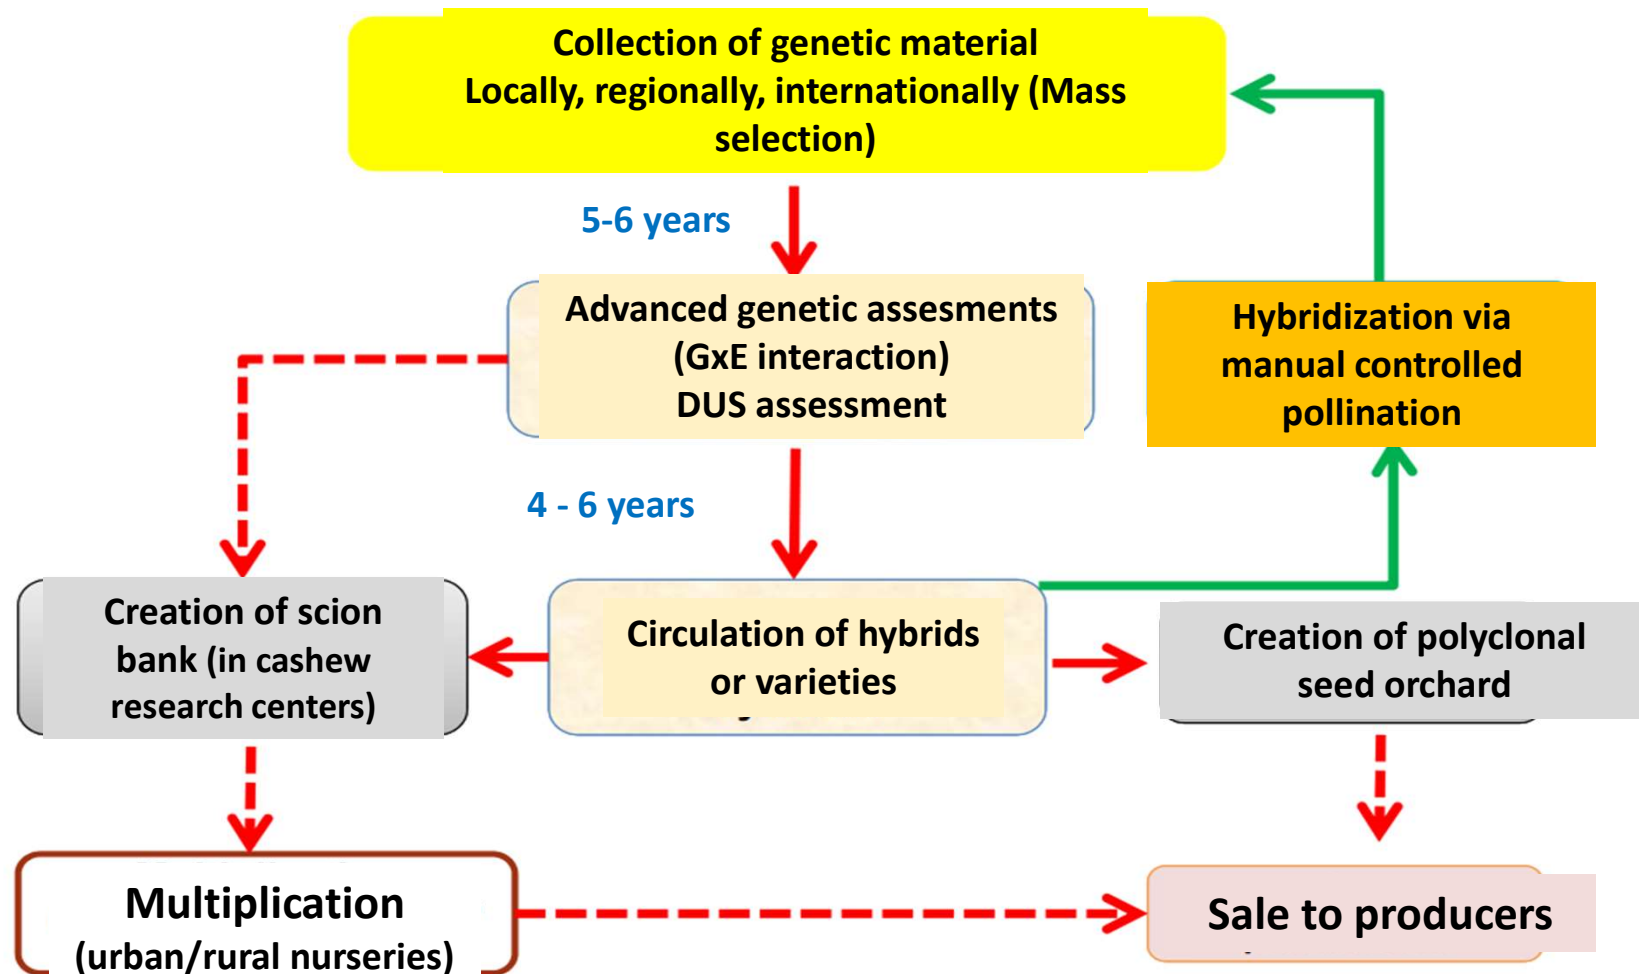 Collection of genetic material
Locally, regionally, internationally (Mass
selection)
5-6 years
Advanced genetic assesments
(GxE interaction)
DUS assessment
Hybridization via
manual controlled
pollination
4 - 6 years
Creation of scion
bank (in cashew
research centers)
Circulation of hybrids
or varieties
Creation of polyclonal
seed orchard
Multiplication
(urban/rural nurseries)
Sale to producers